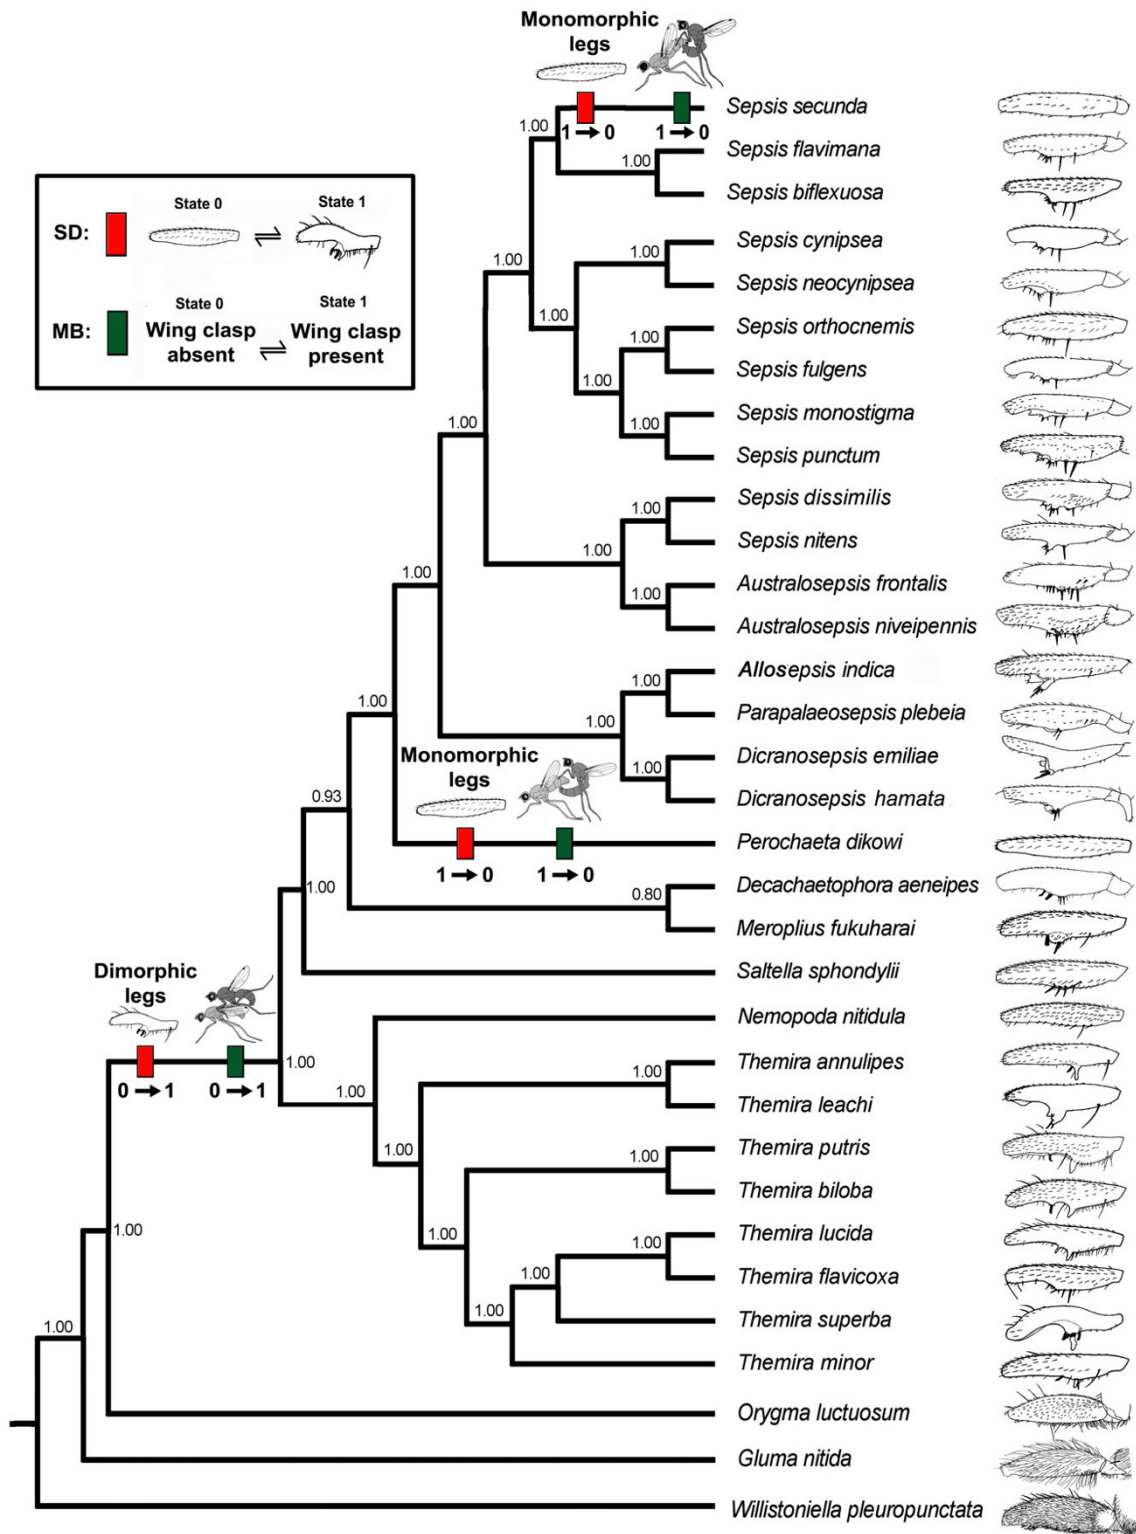 Monomorphic
legs
1.00
1 → 0
1 → 0
Sepsis secunda
1.00
Sepsis flavimana
Sepsis biflexuosa
State 0
State 1
SD:
⇌
State 0
State 1
MB:
Wing clasp
absent
⇌
Wing clasp
present
1.00
1.00
Sepsis cynipsea
Sepsis neocynipsea
1.00
1.00
Sepsis orthocnemis
Sepsis fulgens
1.00
1.00
Sepsis monostigma
Sepsis punctum
1.00
1.00
1.00
Sepsis dissimilis
Sepsis nitens
1.00
1.00
Australosepsis frontalis
Australosepsis niveipennis
1.00
1.00
Allosepsis indica
Parapalaeosepsis plebeia
1.00
1.00
Dicranosepsis emiliae
Dicranosepsis hamata
1.00
Monomorphic
legs
1 → 0
1 → 0
Perochaeta dikowi
0.93
0.80
Decachaetophora aeneipes
Meroplius fukuharai
1.00
Saltella sphondylii
Dimorphic
legs
0 → 1
0 → 1
1.00
Nemopoda nitidula
1.00
1.00
Themira annulipes
Themira leachi
1.00
1.00
Themira putris
Themira biloba
1.00
1.00
Themira lucida
Themira flavicoxa
1.00
Themira superba
1.00
Themira minor
1.00
Orygma luctuosum
1.00
Gluma nitida
Willistoniella pleuropunctata